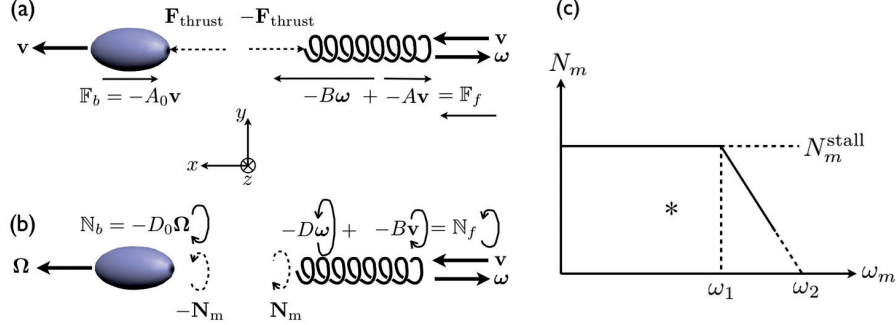 (a)
𝐅_thrust −𝐅_thrust
𝐯
𝐯
𝝎
𝔽_b = −A_0𝐯
−B𝝎 + −A𝐯 = 𝔽_f
y
x
z
(b)
ℕ_b = −D_0𝛀
−D𝝎 + −B𝐯 = ℕ_f
𝛀
𝐯
𝝎
−𝐍_m
𝐍_m
(c)
N_m
N_m^stall
*
ω_1
ω_2
ω_m